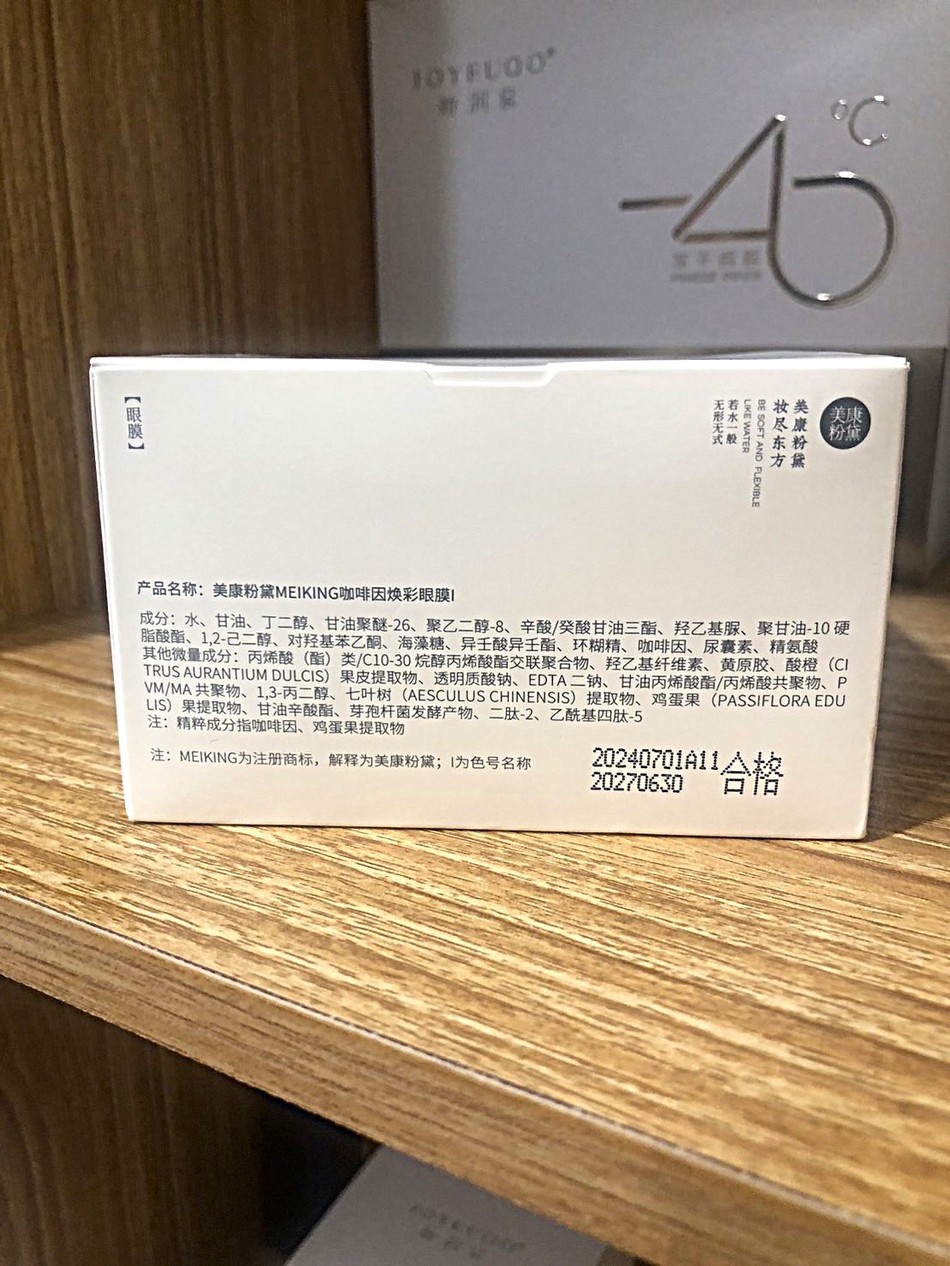 JOYRUQO®
-45
℃
【眼膜】
美康
粉黛
美康粉黛
妆尽东方
BE SOFT AND FLEXIBLE
LIKE WATER
若水一般
无形无式
产品名称：美康粉黛MEIKING咖啡因焕彩眼膜I
成分：水、甘油、丁二醇、甘油聚醚-26、聚乙二醇-8、辛酸/癸酸甘油三酯、羟乙基脲、聚甘油-10 硬
脂酸酯、1,2-己二醇、对羟基苯乙酮、海藻糖、异壬酸异壬酯、环糊精、咖啡因、尿囊素、精氨酸
其他微量成分：丙烯酸（酯）类/C10-30 烷醇丙烯酸酯交联聚合物、羟乙基纤维素、黄原胶、酸橙（CI
TRUS AURANTIUM DULCIS）果皮提取物、透明质酸钠、EDTA 二钠、甘油丙烯酸酯/丙烯酸共聚物、P
VM/MA 共聚物、1,3-丙二醇、七叶树（AESCULUS CHINENSIS）提取物、鸡蛋果（PASSIFLORA EDU
LIS）果提取物、甘油辛酸酯、芽孢杆菌发酵产物、二肽-2、乙酰基四肽-5
注：精粹成分指咖啡因、鸡蛋果提取物
注：MEIKING为注册商标，解释为美康粉黛；I为色号名称
20240701A11
20270630
合格